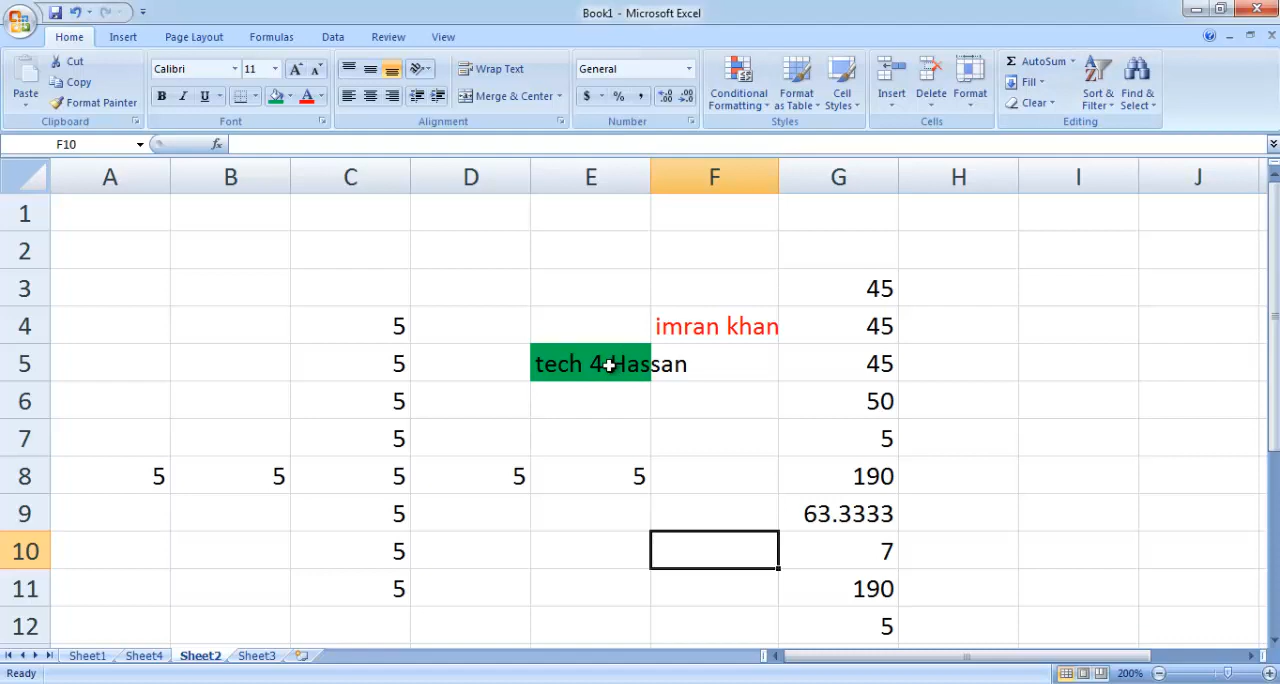 Book1 - Microsoft Excel
Home Insert Page Layout Formulas Data Review View
Cut
Copy
Format Painter
Paste
Clipboard
Calibri 11
B I U
Font
Wrap Text
Merge & Center
Alignment
General
$ % ,
Number
Conditional Formatting
Format as Table
Cell Styles
Styles
Insert Delete Format
Cells
Σ AutoSum
Fill
Clear
Sort & Filter
Find & Select
Editing
F10 fx
A B C D E F G H I J
1
2
3 45
4 5 imran khan 45
5 5 tech 4 Hassan 45
6 5 50
7 5 5
8 5 5 5 5 5 190
9 5 63.3333
10 5 7
11 5 190
12 5
Sheet1 Sheet4 Sheet2 Sheet3
Ready 200%